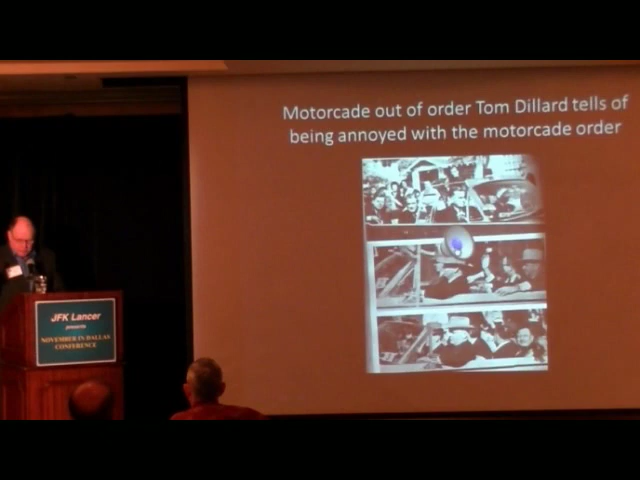 Motorcade out of order Tom Dillard tells of
being annoyed with the motorcade order
JFK Lancer
presents
NOVEMBER IN DALLAS
CONFERENCE